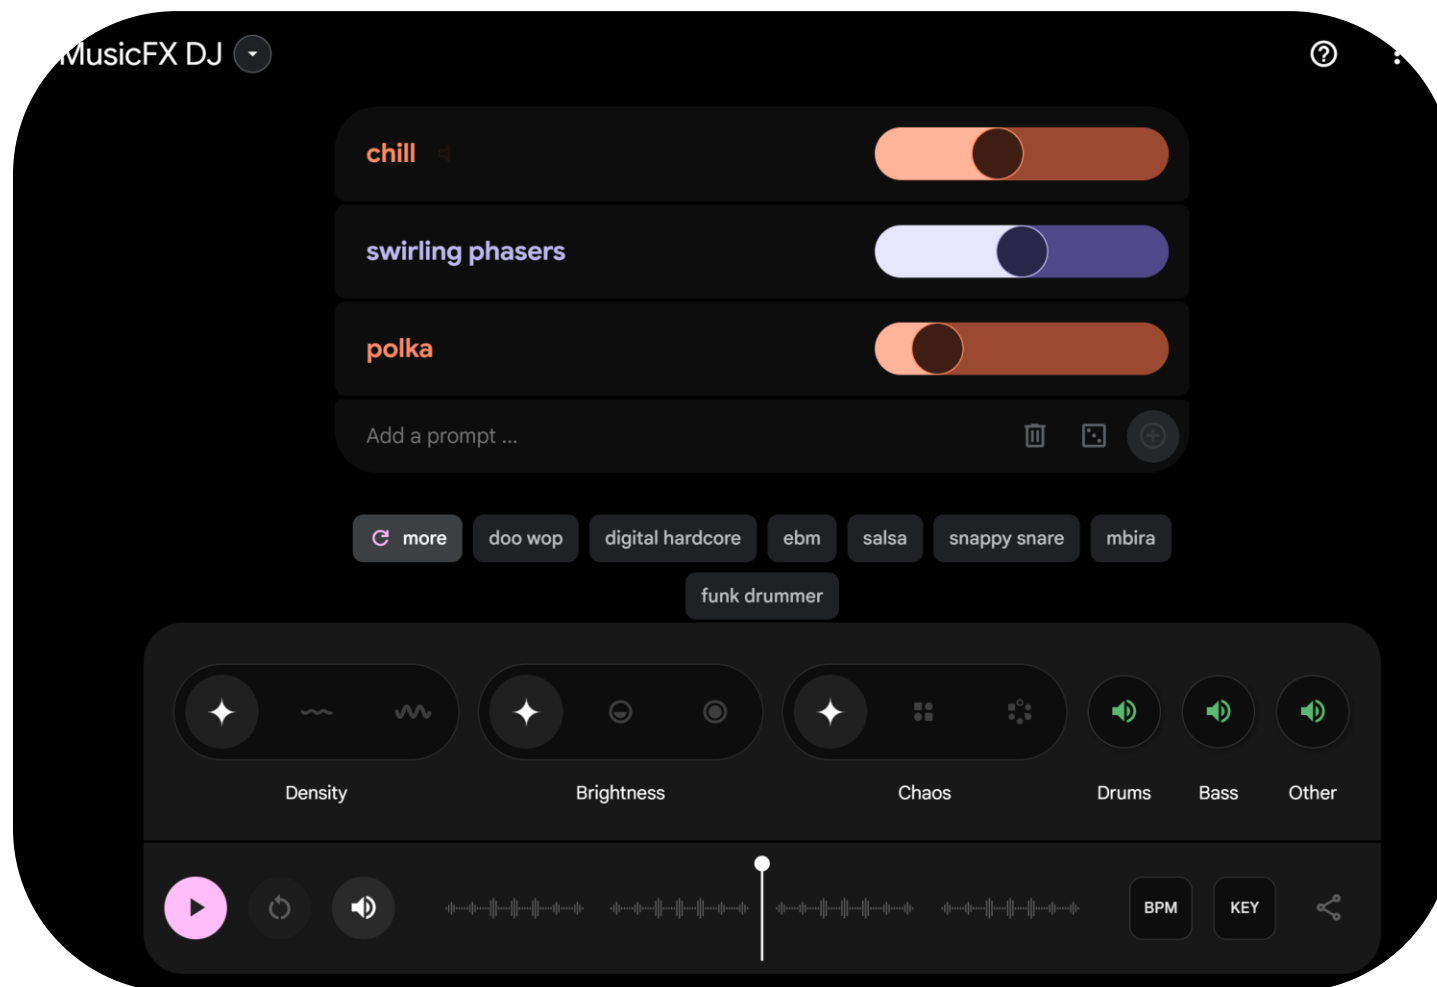 MusicFX DJ
chill
swirling phasers
polka
Add a prompt ...
more doo wop digital hardcore ebm salsa snappy snare mbira
funk drummer
Density Brightness Chaos Drums Bass Other
BPM KEY